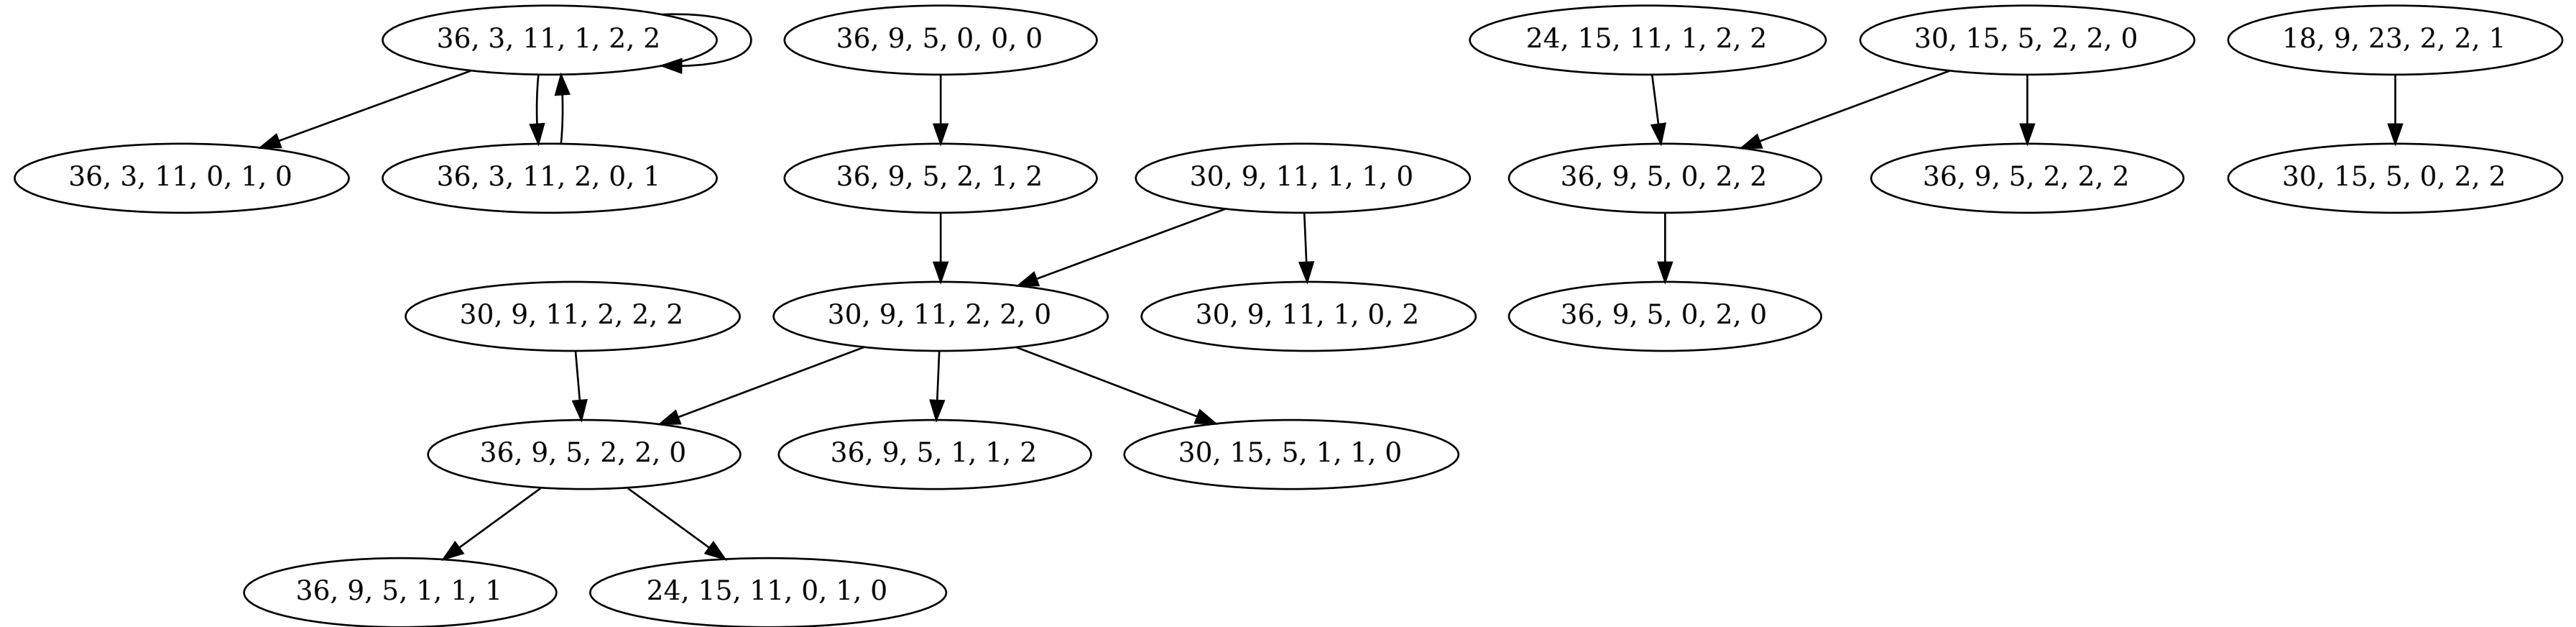 36, 3, 11, 1, 2, 2
36, 9, 5, 0, 0, 0
24, 15, 11, 1, 2, 2
30, 15, 5, 2, 2, 0
18, 9, 23, 2, 2, 1
36, 3, 11, 0, 1, 0
36, 3, 11, 2, 0, 1
36, 9, 5, 2, 1, 2
30, 9, 11, 1, 1, 0
36, 9, 5, 0, 2, 2
36, 9, 5, 2, 2, 2
30, 15, 5, 0, 2, 2
30, 9, 11, 2, 2, 2
30, 9, 11, 2, 2, 0
30, 9, 11, 1, 0, 2
36, 9, 5, 0, 2, 0
36, 9, 5, 2, 2, 0
36, 9, 5, 1, 1, 2
30, 15, 5, 1, 1, 0
36, 9, 5, 1, 1, 1
24, 15, 11, 0, 1, 0